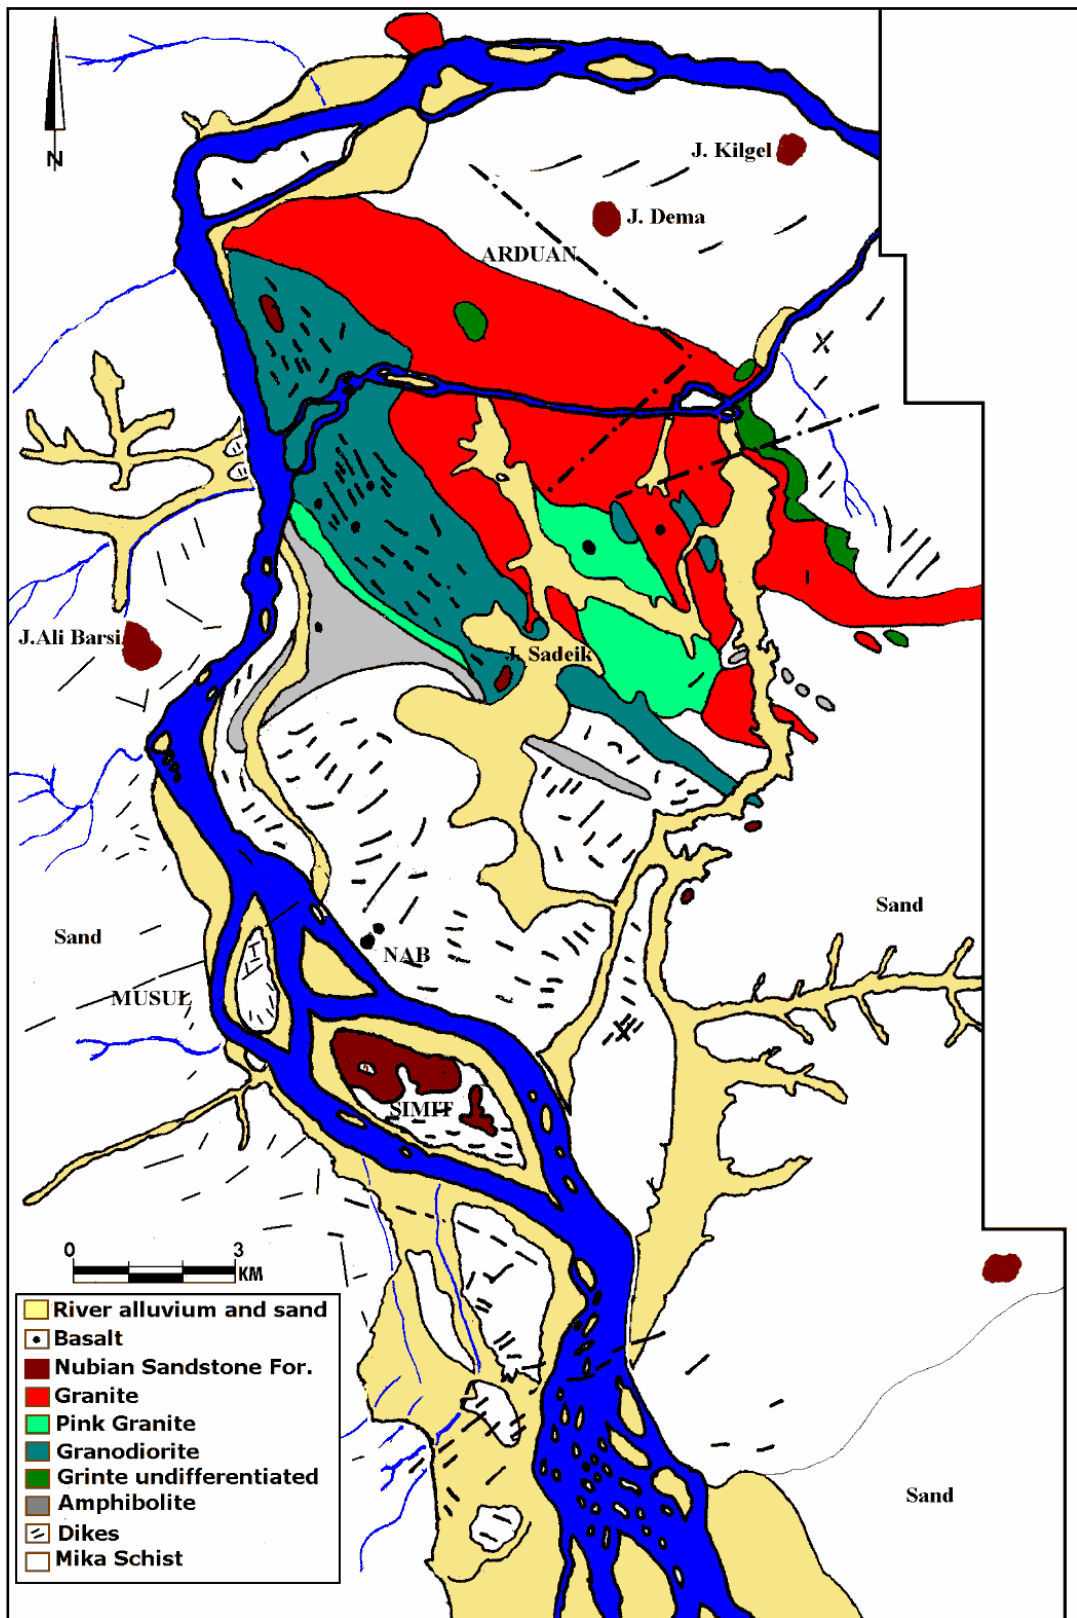 N
J. Kilgel
J. Dema
ARDUAN
J.Ali Barsi
J. Sadeik
Sand
Sand
NAB
MUSUL
SIMIT
0 3
KM
River alluvium and sand
Basalt
Nubian Sandstone For.
Granite
Pink Granite
Granodiorite
Grinte undifferentiated
Amphibolite
Dikes
Mika Schist
Sand